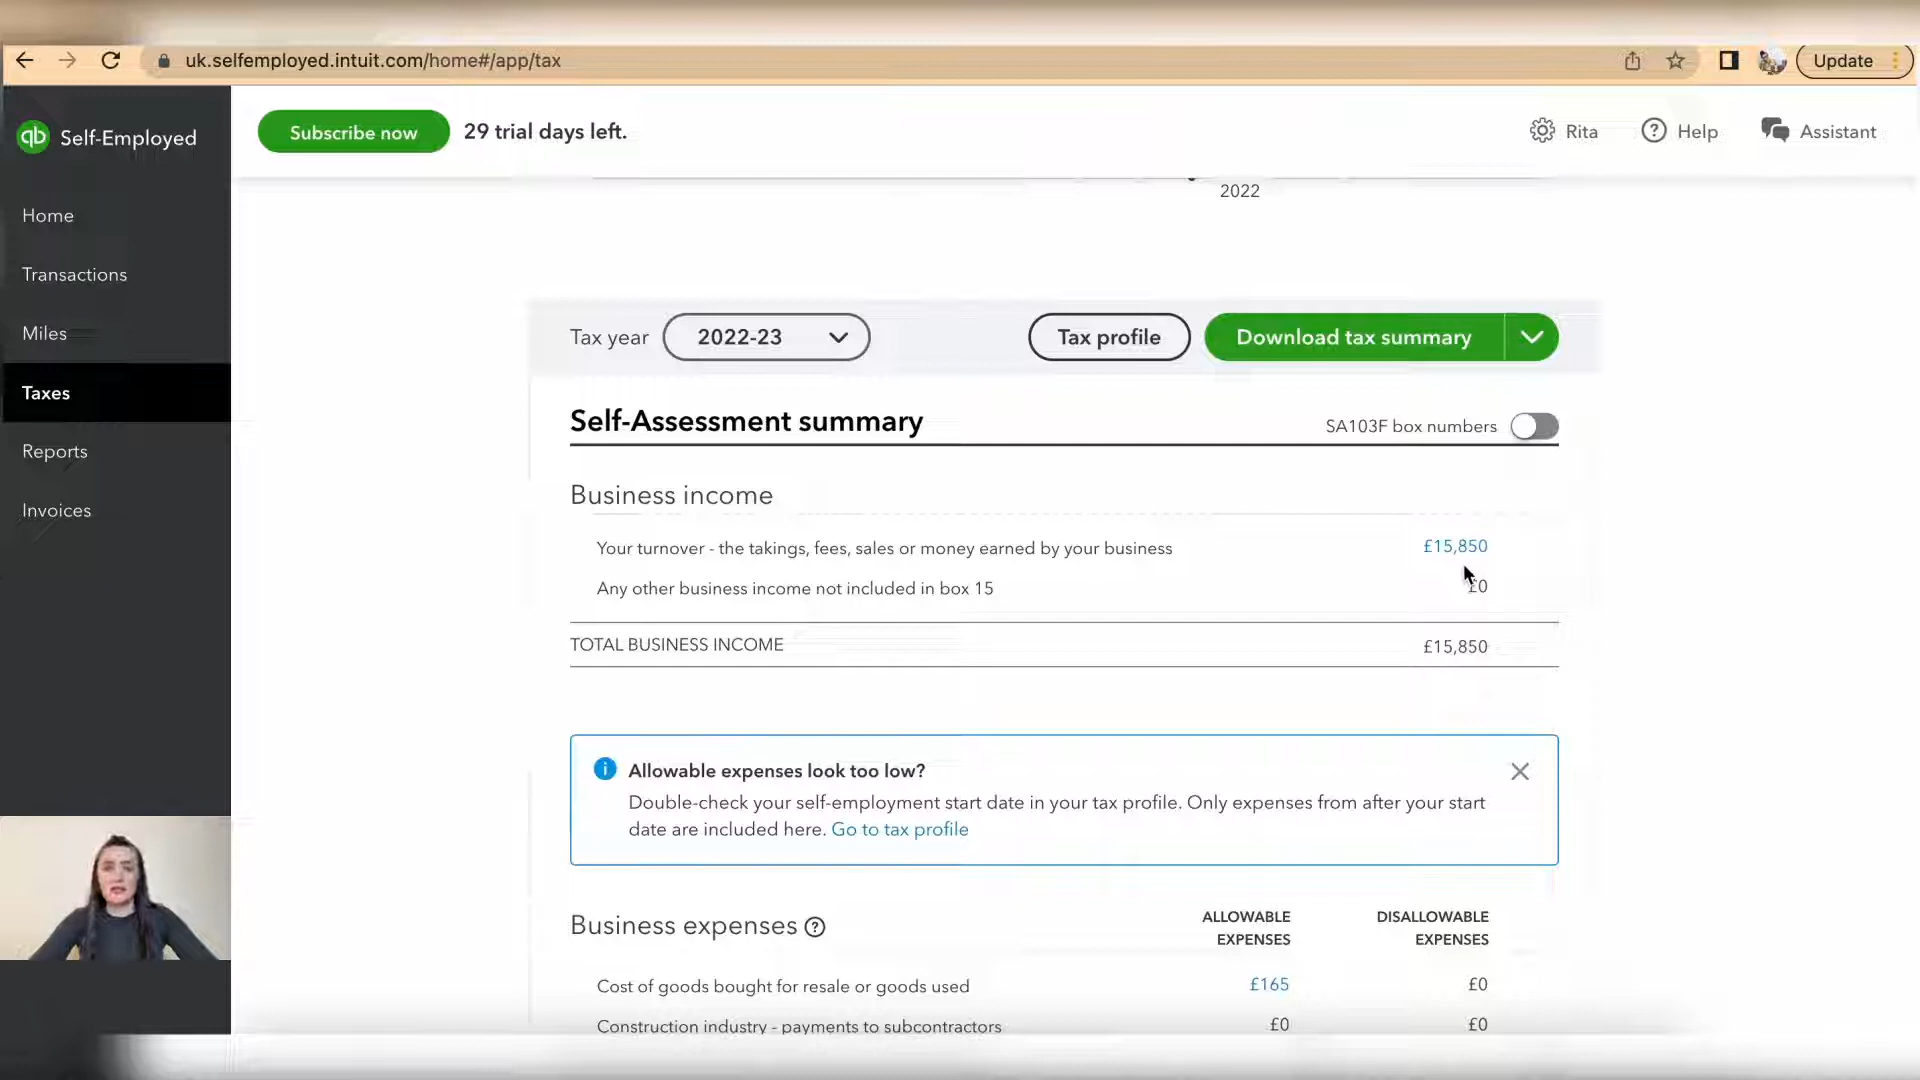 uk.selfemployed.intuit.com/home#/app/tax
Update
qb Self-Employed
Subscribe now
29 trial days left.
Rita
Help
Assistant
Home
Transactions
Miles
Taxes
Reports
Invoices
2022
Tax year
2022-23
Tax profile
Download tax summary
Self-Assessment summary
SA103F box numbers
Business income
Your turnover - the takings, fees, sales or money earned by your business £15,850
Any other business income not included in box 15 £0
TOTAL BUSINESS INCOME £15,850
Allowable expenses look too low?
Double-check your self-employment start date in your tax profile. Only expenses from after your start
date are included here. Go to tax profile
Business expenses
ALLOWABLE
EXPENSES
DISALLOWABLE
EXPENSES
Cost of goods bought for resale or goods used £165 £0
Construction industry - payments to subcontractors £0 £0